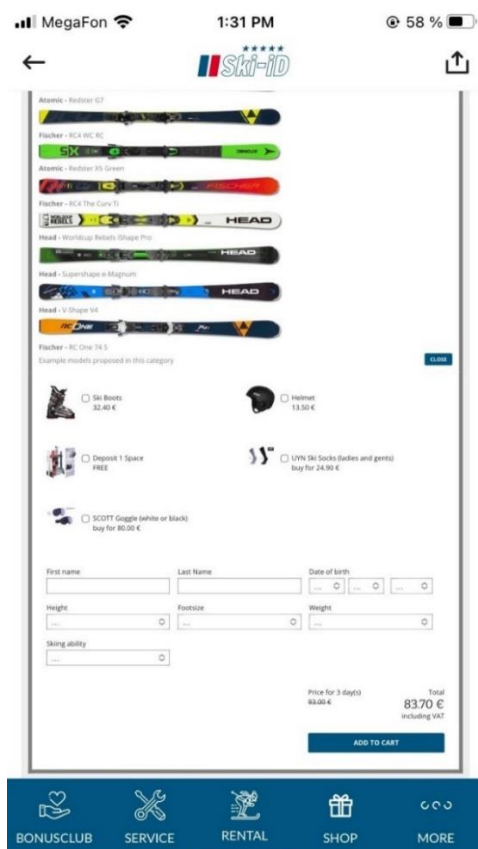 MegaFon
1:31 PM
58 %
Ski-iD
Atomic - Redster G7
Fischer - RC4 WC RC
Atomic - Redster X5 Green
FISCHER
Fischer - RC4 The Curv Ti
HEAD
Head - Worldcup Rebels iShape Pro
HEAD
Head - Supershape e-Magnum
HEAD
Head - V-Shape V4
RC ONE
Fischer - RC One 74 S
Example models proposed in this category
CLOSE
Ski Boots
32.40 €
Helmet
13.50 €
Deposit 1 Space
FREE
UYN Ski Socks (ladies and gents)
buy for 24.90 €
SCOTT Goggle (white or black)
buy for 80.00 €
First name
Last Name
Date of birth
... ... ...
Height
Footsize
Weight
... ... ...
Skiing ability
...
Price for 3 day(s)
93.00 €
Total
83.70 €
including VAT
ADD TO CART
BONUSCLUB
SERVICE
RENTAL
SHOP
MORE